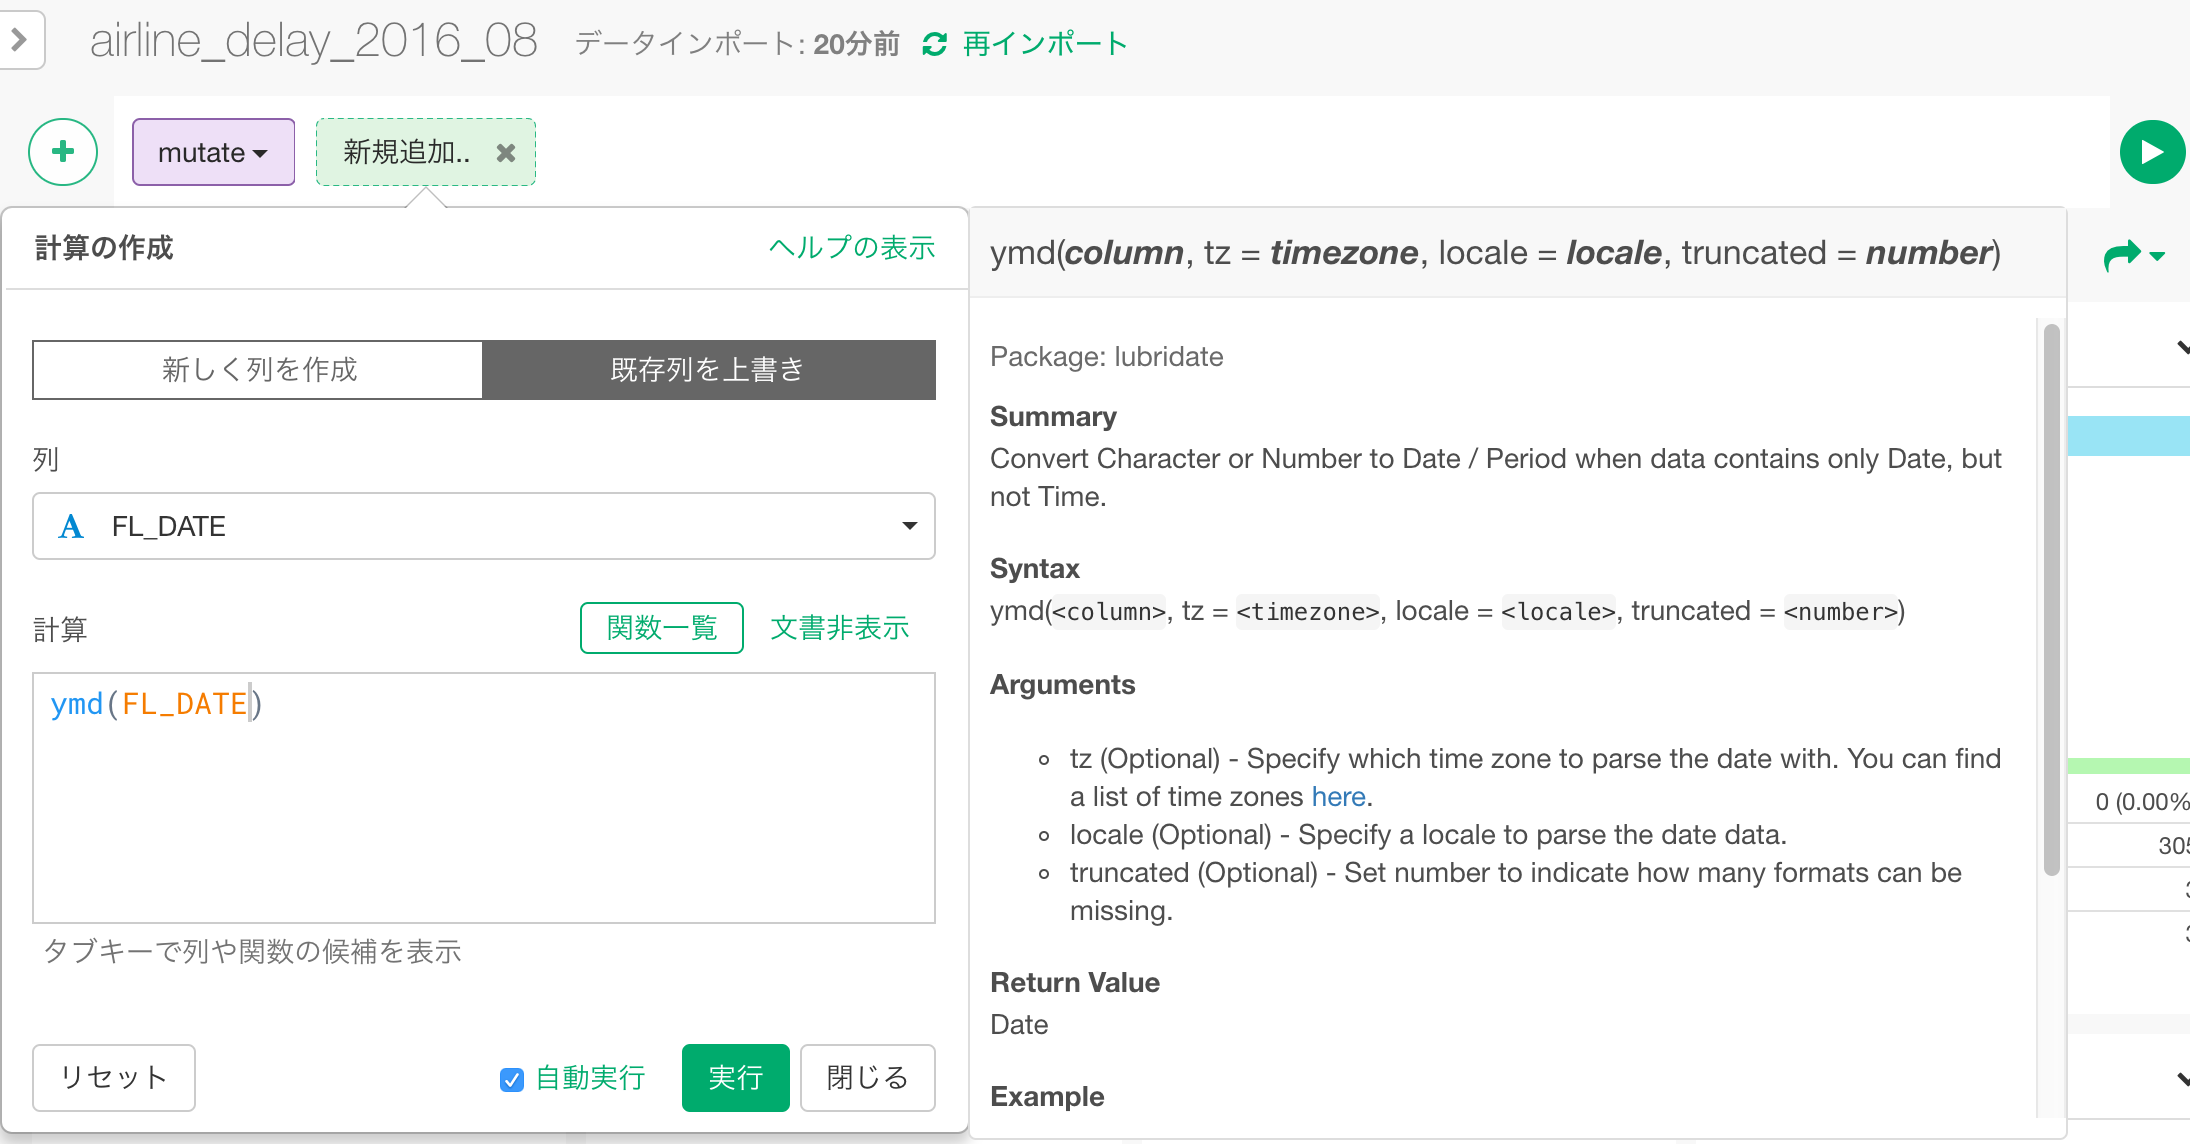 airline_delay_2016_08 データインポート: 20分前 再インポート
mutate 新規追加..
計算の作成 ヘルプの表示
新しく列を作成 既存列を上書き
列
A FL_DATE
計算 関数一覧 文書非表示
ymd(FL_DATE)
タブキーで列や関数の候補を表示
リセット 自動実行 実行 閉じる
ymd(column, tz = timezone, locale = locale, truncated = number)
Package: lubridate
Summary
Convert Character or Number to Date / Period when data contains only Date, but
not Time.
Syntax
ymd(<column>, tz = <timezone>, locale = <locale>, truncated = <number>)
Arguments
tz (Optional) - Specify which time zone to parse the date with. You can find
a list of time zones here.
locale (Optional) - Specify a locale to parse the date data.
truncated (Optional) - Set number to indicate how many formats can be
missing.
Return Value
Date
Example
0 (0.00%